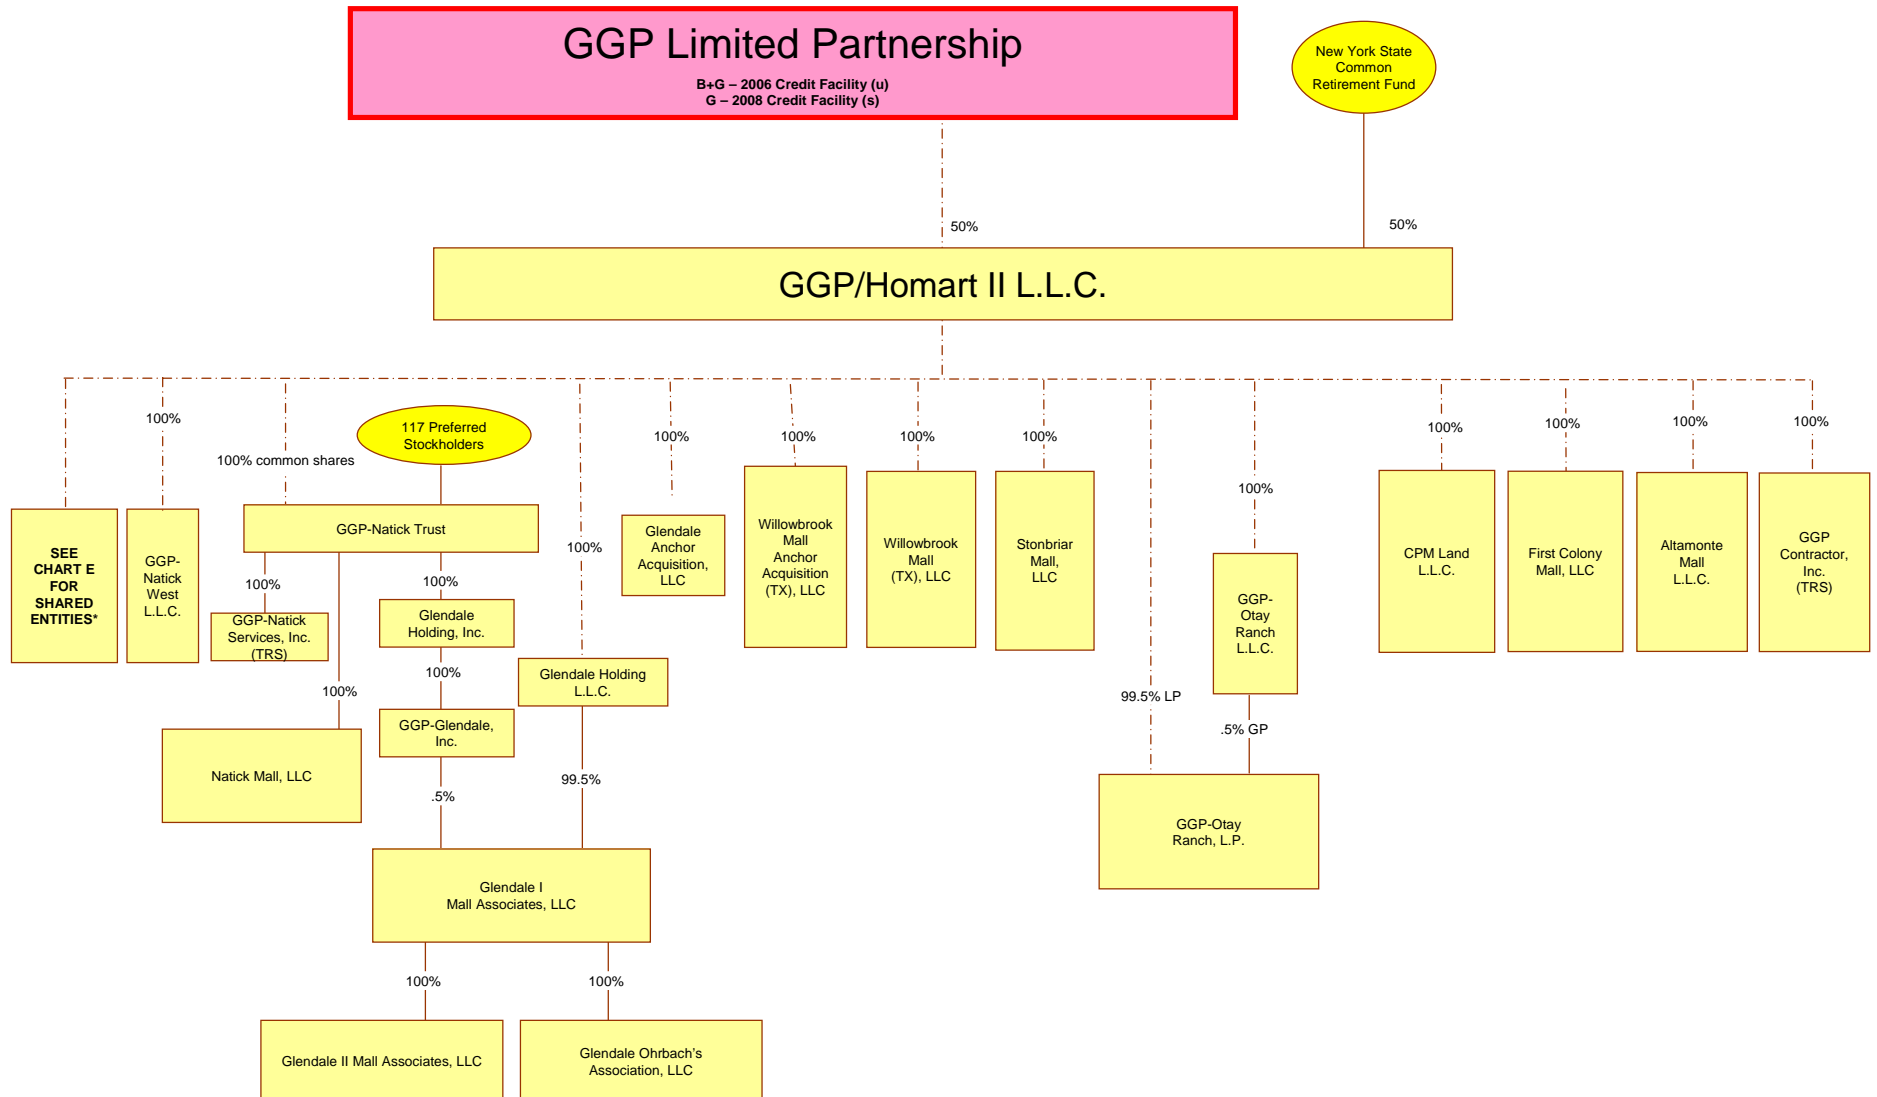 GGP Limited Partnership
B+G – 2006 Credit Facility (u)
G – 2008 Credit Facility (s)
New York State
Common
Retirement Fund
50%
50%
GGP/Homart II L.L.C.
100%
100% common shares
117 Preferred
Stockholders
100%
100%
100%
100%
100%
100%
100%
100%
100%
100%
100%
SEE
CHART E
FOR
SHARED
ENTITIES*
GGP-
Natick
West
L.L.C.
GGP-Natick Trust
Glendale
Anchor
Acquisition,
LLC
Willowbrook
Mall
Anchor
Acquisition
(TX), LLC
Willowbrook
Mall
(TX), LLC
Stonbriar
Mall,
LLC
CPM Land
L.L.C.
First Colony
Mall, LLC
Altamonte
Mall
L.L.C.
GGP
Contractor,
Inc.
(TRS)
100%
100%
GGP-Natick
Services, Inc.
(TRS)
Glendale
Holding, Inc.
GGP-
Otay
Ranch
L.L.C.
100%
100%
Glendale Holding
L.L.C.
99.5% LP
.5% GP
GGP-Glendale,
Inc.
Natick Mall, LLC
.5%
99.5%
GGP-Otay
Ranch, L.P.
Glendale I
Mall Associates, LLC
100%
100%
Glendale II Mall Associates, LLC
Glendale Ohrbach's
Association, LLC